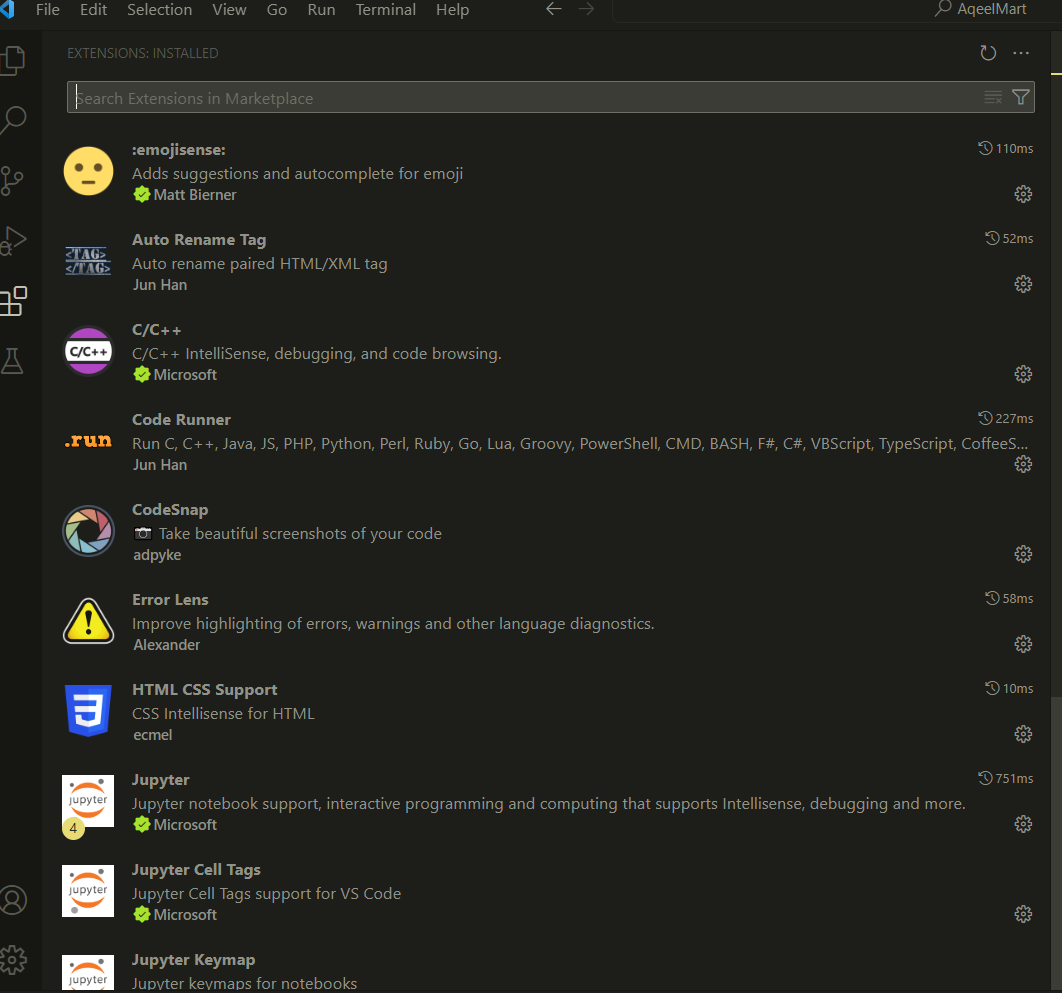 File Edit Selection View Go Run Terminal Help AqeelMart
EXTENSIONS: INSTALLED
Search Extensions in Marketplace
:emojisense: 110ms
Adds suggestions and autocomplete for emoji
Matt Bierner
<TAG>
</TAG>
Auto Rename Tag 52ms
Auto rename paired HTML/XML tag
Jun Han
C/C++
C/C++
C/C++ IntelliSense, debugging, and code browsing.
Microsoft
.run
Code Runner 227ms
Run C, C++, Java, JS, PHP, Python, Perl, Ruby, Go, Lua, Groovy, PowerShell, CMD, BASH, F#, C#, VBScript, TypeScript, CoffeeS...
Jun Han
CodeSnap
📷 Take beautiful screenshots of your code
adpyke
Error Lens 58ms
Improve highlighting of errors, warnings and other language diagnostics.
Alexander
HTML CSS Support 10ms
CSS Intellisense for HTML
ecmel
jupyter
4
Jupyter 751ms
Jupyter notebook support, interactive programming and computing that supports Intellisense, debugging and more.
Microsoft
jupyter
Jupyter Cell Tags
Jupyter Cell Tags support for VS Code
Microsoft
jupyter
Jupyter Keymap
Jupyter keymaps for notebooks